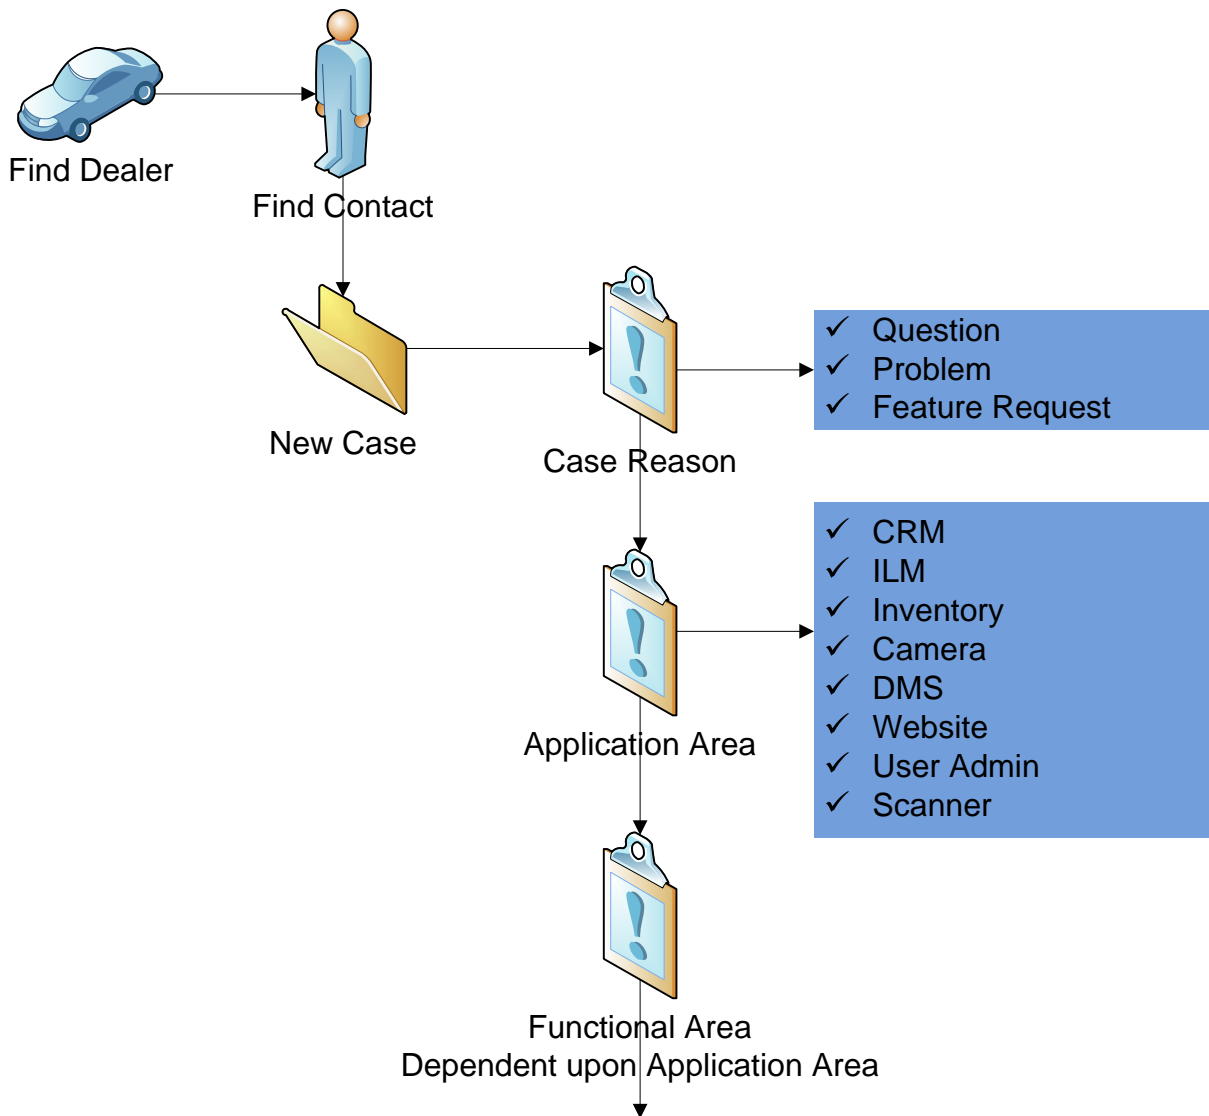 Find Dealer
Find Contact
New Case
Case Reason
Question
Problem
Feature Request
Application Area
CRM
ILM
Inventory
Camera
DMS
Website
User Admin
Scanner
Functional Area
Dependent upon Application Area